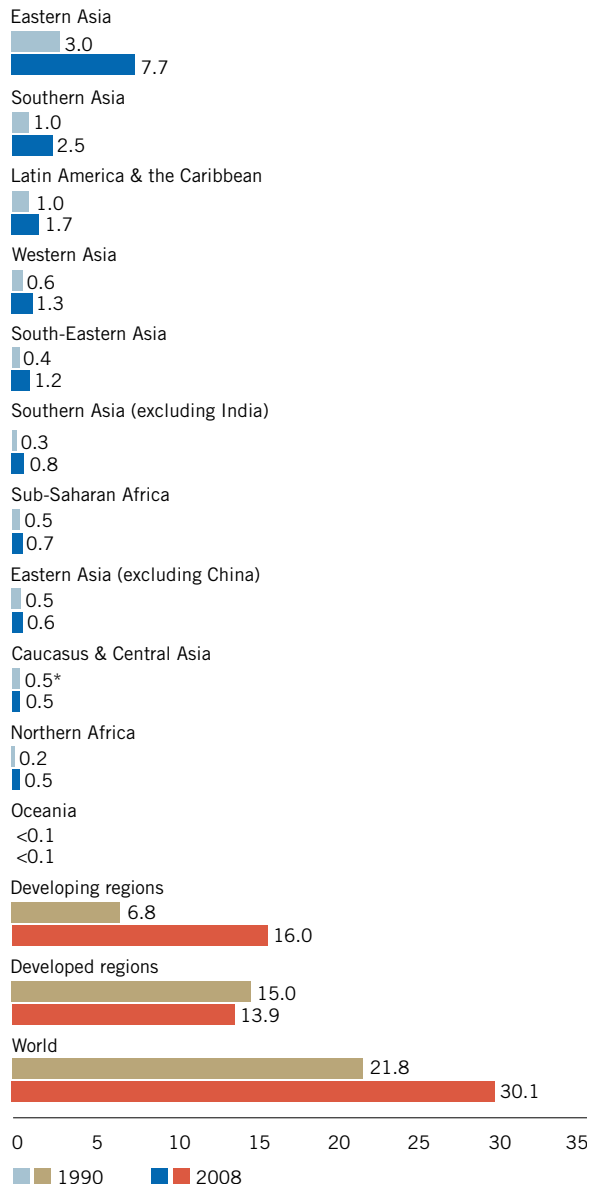 Eastern Asia
3.0
7.7
Southern Asia
1.0
2.5
Latin America & the Caribbean
1.0
1.7
Western Asia
0.6
1.3
South-Eastern Asia
0.4
1.2
Southern Asia (excluding India)
0.3
0.8
Sub-Saharan Africa
0.5
0.7
Eastern Asia (excluding China)
0.5
0.6
Caucasus & Central Asia
0.5*
0.5
Northern Africa
0.2
0.5
Oceania
<0.1
<0.1
Developing regions
6.8
16.0
Developed regions
15.0
13.9
World
21.8
30.1
0 5 10 15 20 25 30 35
1990 2008